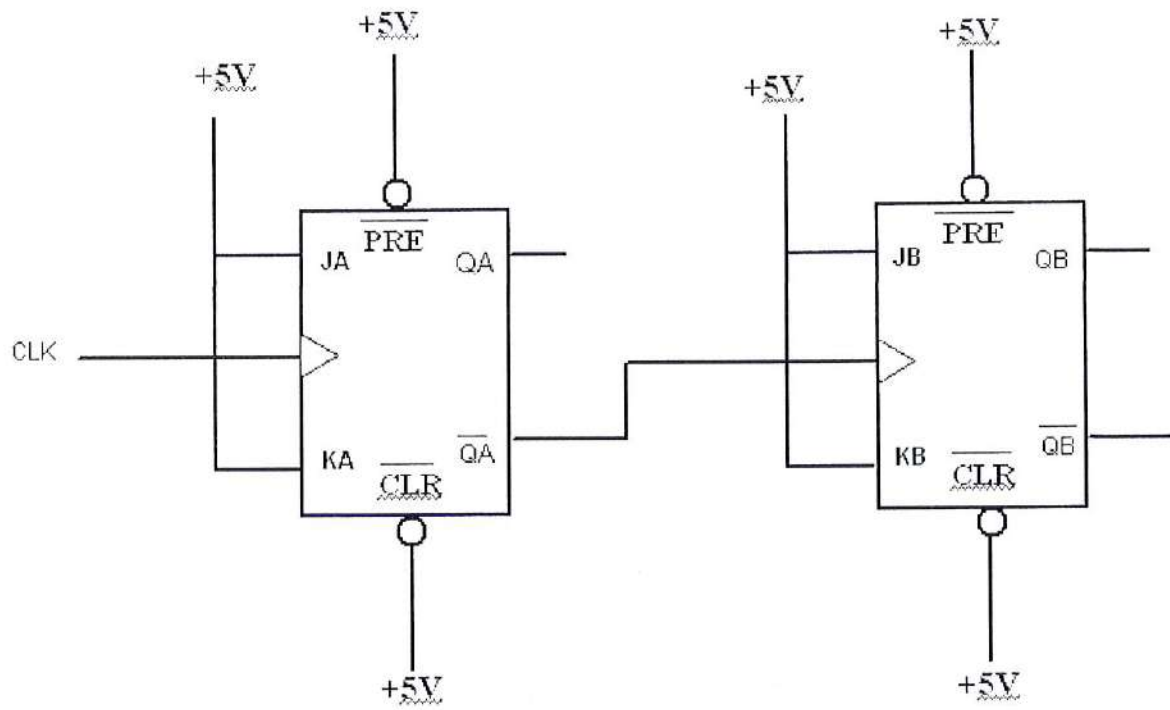 +5V
+5V
+5V
+5V
PRE
PRE
JA
QA
JB
QB
CLK
KA
QA
KB
QB
CLR
CLR
+5V
+5V